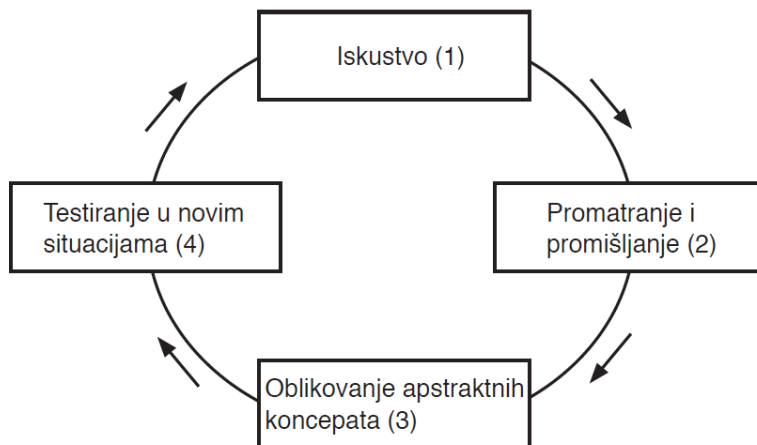 Iskustvo (1)
Promatranje i
promišljanje (2)
Oblikovanje apstraktnih
koncepata (3)
Testiranje u novim
situacijama (4)